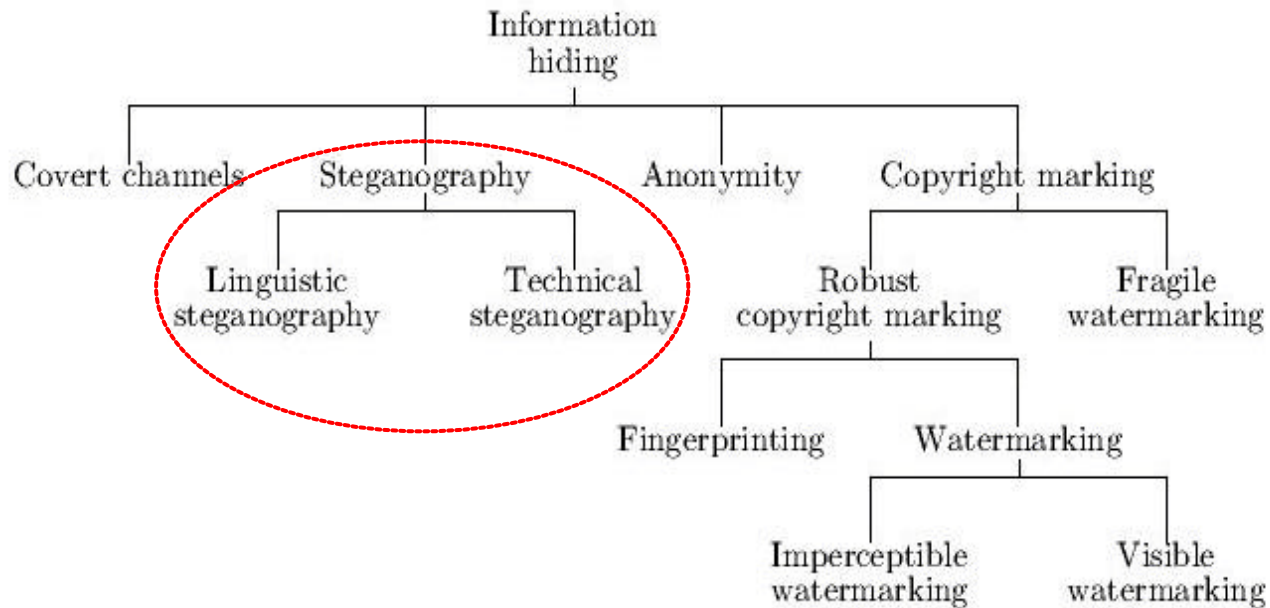 Information
hiding
Covert channels
Steganography
Anonymity
Copyright marking
Linguistic
steganography
Technical
steganography
Robust
copyright marking
Fragile
watermarking
Fingerprinting
Watermarking
Imperceptible
watermarking
Visible
watermarking